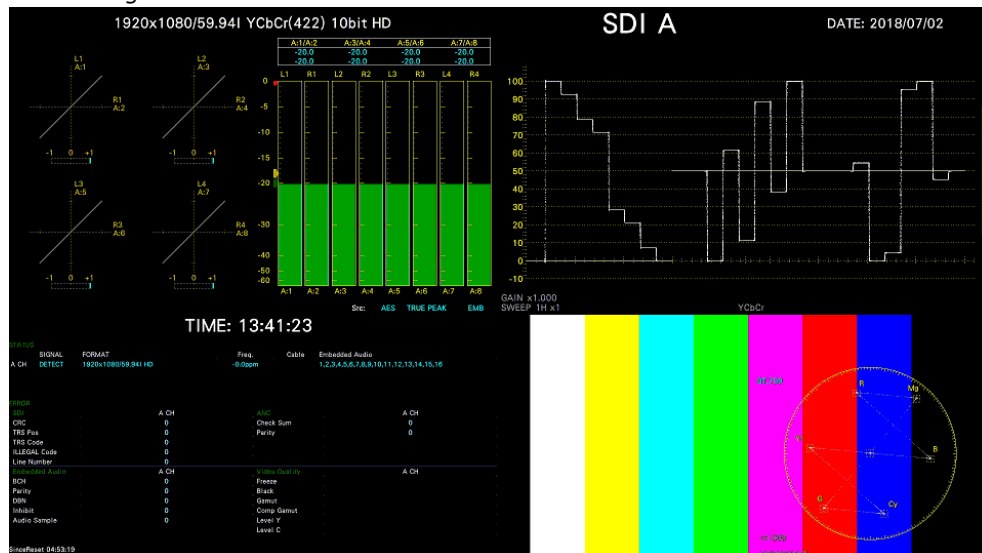 1920x1080/59.94I YCbCr(422) 10bit HD
SDI A
DATE: 2018/07/02
L1
A:1
R1
A:2
-1 0 +1
L2
A:3
R2
A:4
-1 0 +1
L3
A:5
R3
A:6
-1 0 +1
L4
A:7
R4
A:8
-1 0 +1
A:1/A:2 A:3/A:4 A:5/A:6 A:7/A:8
-20.0 -20.0 -20.0 -20.0
-20.0 -20.0 -20.0 -20.0
L1 R1 L2 R2 L3 R3 L4 R4
0
-5
-10
-15
-20
-30
-40
-50
-60
A:1 A:2 A:3 A:4 A:5 A:6 A:7 A:8
Src: AES TRUE PEAK EMB
100
90
80
70
60
50
40
30
20
10
0
-10
GAIN x1.000
SWEEP 1H x1
YCbCr
TIME: 13:41:23
STATUS
SIGNAL FORMAT Freq. Cable Embedded Audio
A CH DETECT 1920x1080/59.94I HD -0.0ppm 1,2,3,4,5,6,7,8,9,10,11,12,13,14,15,16
ERROR
SDI A CH ANC A CH
CRC 0 Check Sum 0
TRS Pos 0 Parity 0
TRS Code 0
ILLEGAL Code 0
Line Number 0
Embedded Audio A CH Video Quality A CH
BCH 0 Freeze
Parity 0 Black
DBN 0 Gamut
Inhibit 0 Comp Gamut
Audio Sample 0 Level Y
Level C
SinceReset 04:53:19
R
Mg
B
G
Cy